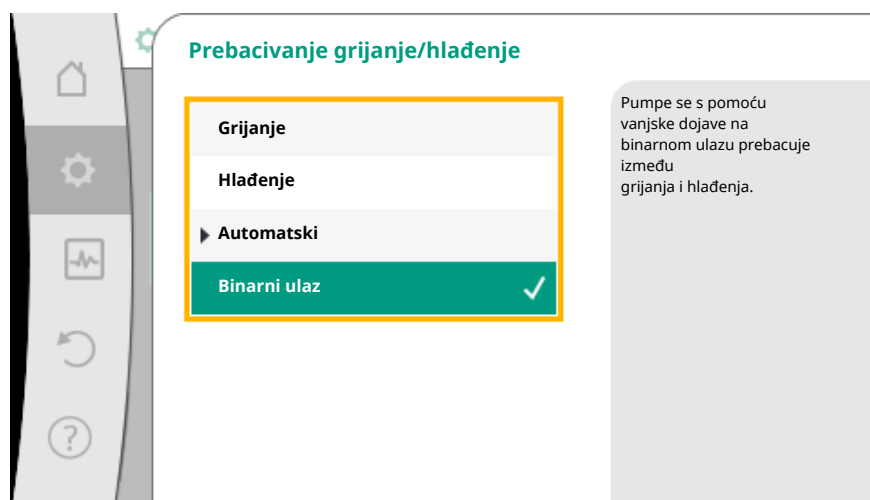 Prebacivanje grijanje/hlađenje
Grijanje
Hlađenje
Automatski
Binarni ulaz
Pumpe se s pomoću
vanjske dojave na
binarnom ulazu prebacuje
između
grijanja i hlađenja.
?